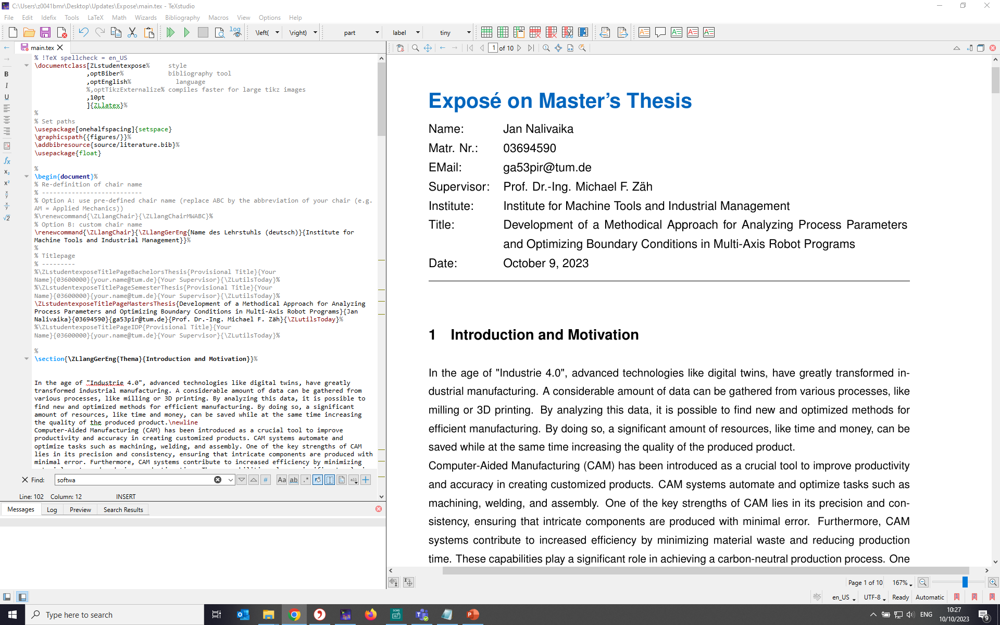 C:\Users\z0041bmr\Desktop\Updates\Expose\main.tex - TeXstudio
File Edit Idefix Tools LaTeX Math Wizards Bibliography Macros View Options Help
log \left( \right) part label tiny
main.tex
1 of 10
% !TeX spellcheck = en_US
\documentclass[ZLstudentexpose% style
,optBiber% bibliography tool
,optEnglish% language
%,optTikzExternalize% compiles faster for large tikz images
,10pt
]{ZLlatex}%
%
% Set paths
\usepackage[onehalfspacing]{setspace}
\graphicspath{{figures/}}%
\addbibresource{source/literature.bib}%
\usepackage{float}
%
\begin{document}%
% Re-definition of chair name
% ---------------------------
% Option A: use pre-defined chair name (replace ABC by the abbreviation of your chair (e.g.
AM = Applied Mechanics))
%\renewcommand{\ZLlangChair}{\ZLlangChairMWABC}%
% Option B: custom chair name
\renewcommand{\ZLlangChair}{\ZLlangGerEng{Name des Lehrstuhls (deutsch)}{Institute for
Machine Tools and Industrial Management}}%
%
% Titlepage
% ---------
%\ZLstudentexposeTitlePageBachelorsThesis{Provisional Title}{Your
Name}{03600000}{your.name@tum.de}{Your Supervisor}{\ZLutilsToday}%
%\ZLstudentexposeTitlePageSemesterThesis{Provisional Title}{Your
Name}{03600000}{your.name@tum.de}{Your Supervisor}{\ZLutilsToday}%
\ZLstudentexposeTitlePageMastersThesis{Development of a Methodical Approach for Analyzing
Process Parameters and Optimizing Boundary Conditions in Multi-Axis Robot Programs}{Jan
Nalivaika}{03694590}{ga53pir@tum.de}{Prof. Dr.-Ing. Michael F. Zäh}{\ZLutilsToday}%
%\ZLstudentexposeTitlePageIDP{Provisional Title}{Your
Name}{03600000}{your.name@tum.de}{Your Supervisor}{\ZLutilsToday}%
%
\section{\ZLlangGerEng{Thema}{Introduction and Motivation}}%
In the age of "Industrie 4.0", advanced technologies like digital twins, have greatly
transformed industrial manufacturing. A considerable amount of data can be gathered from
various processes, like milling or 3D printing. By analyzing this data, it is possible to
find new and optimized methods for efficient manufacturing. By doing so, a significant
amount of resources, like time and money, can be saved while at the same time increasing
the quality of the produced product.\newline
Computer-Aided Manufacturing (CAM) has been introduced as a crucial tool to improve
productivity and accuracy in creating customized products. CAM systems automate and
optimize tasks such as machining, welding, and assembly. One of the key strengths of CAM
lies in its precision and consistency, ensuring that intricate components are produced with
minimal error. Furthermore, CAM systems contribute to increased efficiency by minimizing
Find: softwa
Line: 102 Column: 12 INSERT
Messages Log Preview Search Results
Exposé on Master's Thesis
Name: Jan Nalivaika
Matr. Nr.: 03694590
EMail: ga53pir@tum.de
Supervisor: Prof. Dr.-Ing. Michael F. Zäh
Institute: Institute for Machine Tools and Industrial Management
Title: Development of a Methodical Approach for Analyzing Process Parameters
and Optimizing Boundary Conditions in Multi-Axis Robot Programs
Date: October 9, 2023
1 Introduction and Motivation
In the age of "Industrie 4.0", advanced technologies like digital twins, have greatly transformed in-
dustrial manufacturing. A considerable amount of data can be gathered from various processes, like
milling or 3D printing. By analyzing this data, it is possible to find new and optimized methods for
efficient manufacturing. By doing so, a significant amount of resources, like time and money, can be
saved while at the same time increasing the quality of the produced product.
Computer-Aided Manufacturing (CAM) has been introduced as a crucial tool to improve productivity
and accuracy in creating customized products. CAM systems automate and optimize tasks such as
machining, welding, and assembly. One of the key strengths of CAM lies in its precision and con-
sistency, ensuring that intricate components are produced with minimal error. Furthermore, CAM
systems contribute to increased efficiency by minimizing material waste and reducing production
time. These capabilities play a significant role in achieving a carbon-neutral production process. One
Page 1 of 10 167%
en_US UTF-8 Ready Automatic
Type here to search
ENG
10:27
10/10/2023
9